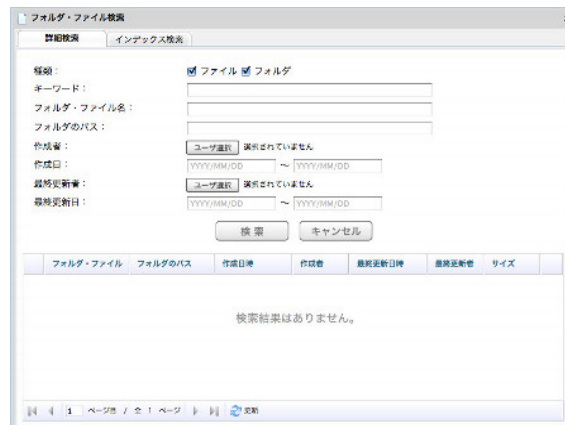 フォルダ・ファイル検索
詳細検索 インデックス検索
種類： ファイル フォルダ
キーワード：
フォルダ・ファイル名：
フォルダのパス：
作成者： ユーザ選択 選択されていません
作成日： YYYY/MM/DD ～ YYYY/MM/DD
最終更新者： ユーザ選択 選択されていません
最終更新日： YYYY/MM/DD ～ YYYY/MM/DD
検索 キャンセル
フォルダ・ファイル フォルダのパス 作成日時 作成者 最終更新日時 最終更新者 サイズ
検索結果はありません。
1 ページ目 / 全 1 ページ 更新